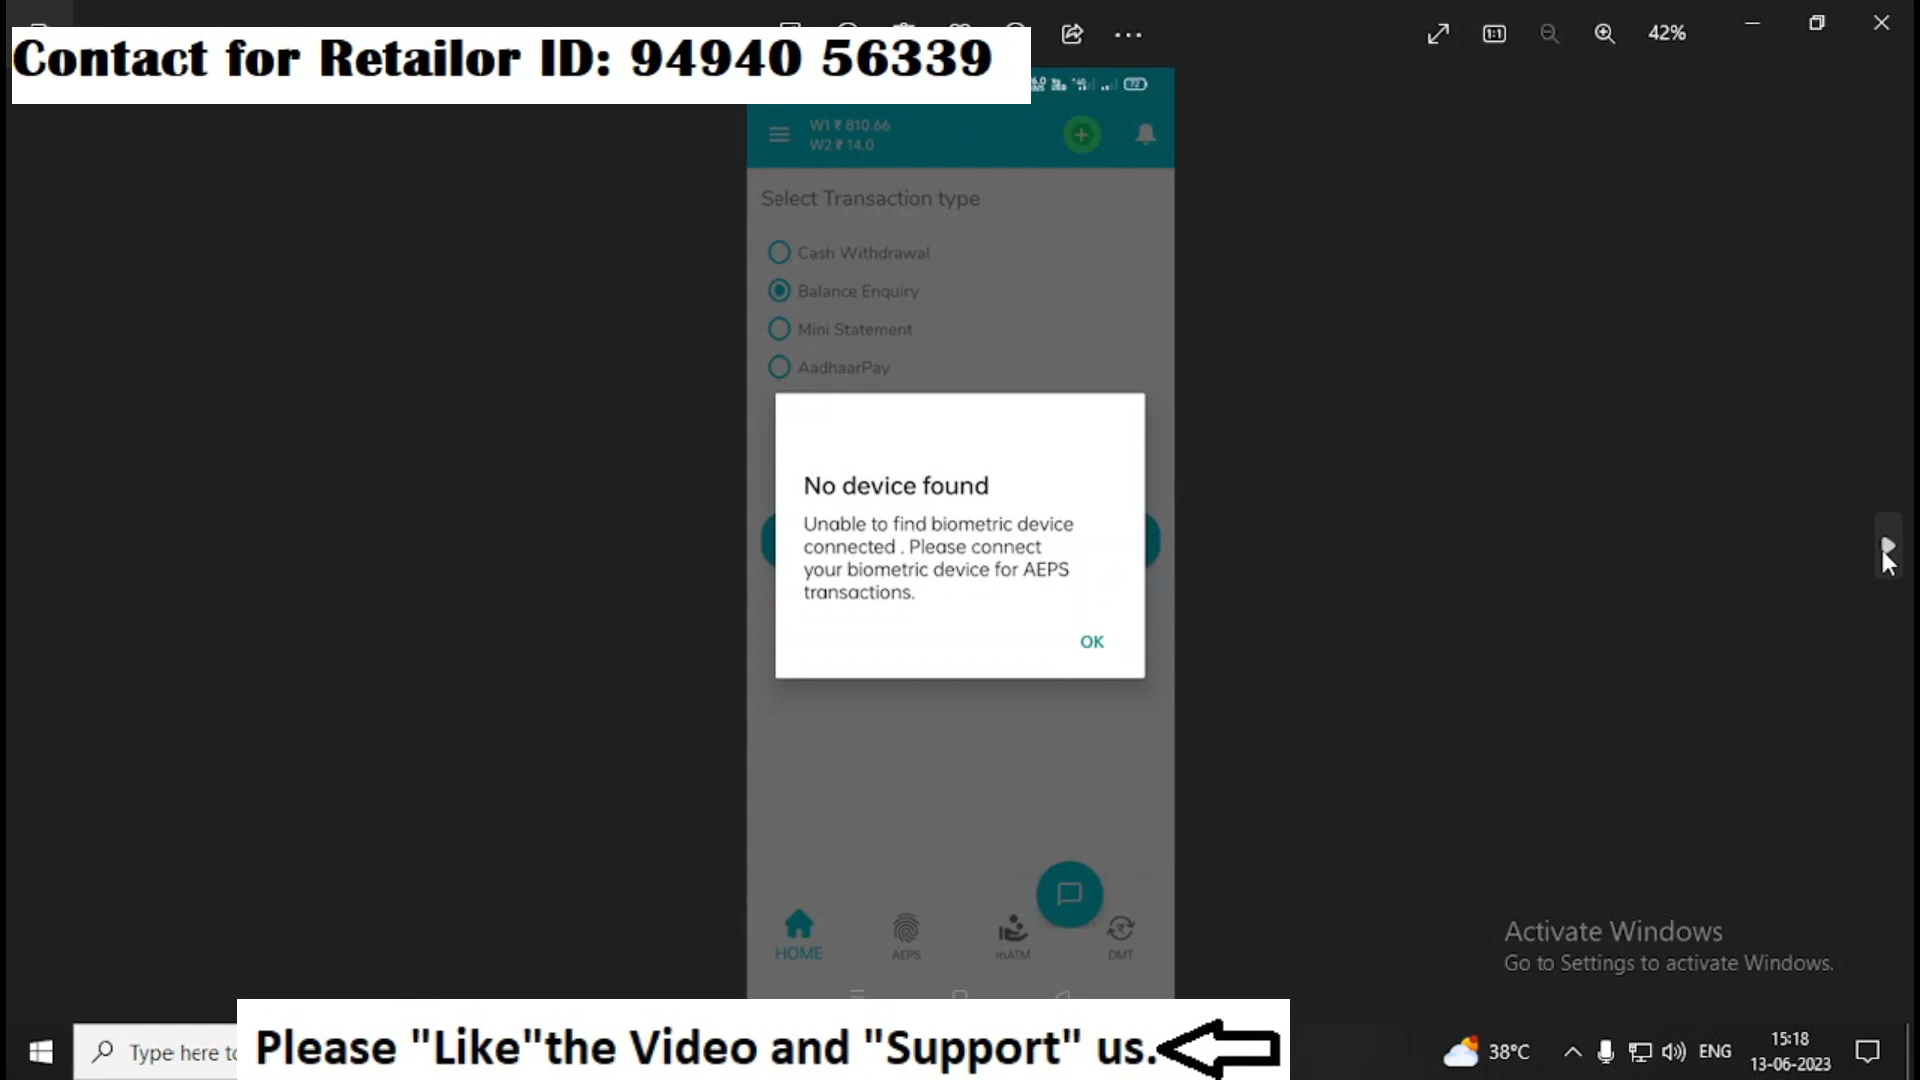 Contact for Retailor ID: 94940 56339
42%
72
W1 ₹ 810.66
W2 ₹ 14.0
Select Transaction type
Cash Withdrawal
Balance Enquiry
Mini Statement
AadhaarPay
No device found
Unable to find biometric device
connected . Please connect
your biometric device for AEPS
transactions.
OK
HOME
AEPS
mATM
DMT
Activate Windows
Go to Settings to activate Windows.
Type here to
Please "Like"the Video and "Support" us.
38°C
ENG
15:18
13-06-2023